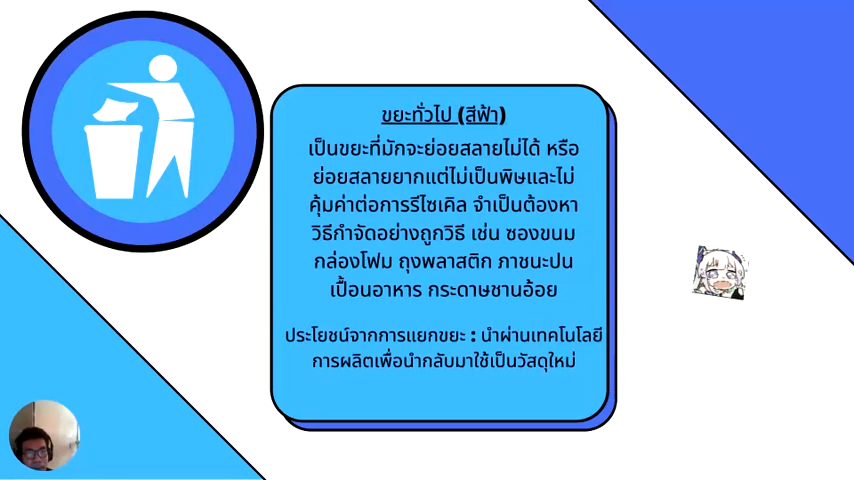 ขยะทั่วไป (สีฟ้า)
เป็นขยะที่มักจะย่อยสลายไม่ได้ หรือ
ย่อยสลายยากแต่ไม่เป็นพิษและไม่
คุ้มค่าต่อการรีไซเคิล จำเป็นต้องหา
วิธีกำจัดอย่างถูกวิธี เช่น ซองขนม
กล่องโฟม ถุงพลาสติก ภาชนะปน
เปื้อนอาหาร กระดาษชานอ้อย
ประโยชน์จากการแยกขยะ : นำผ่านเทคโนโลยี
การผลิตเพื่อนำกลับมาใช้เป็นวัสดุใหม่